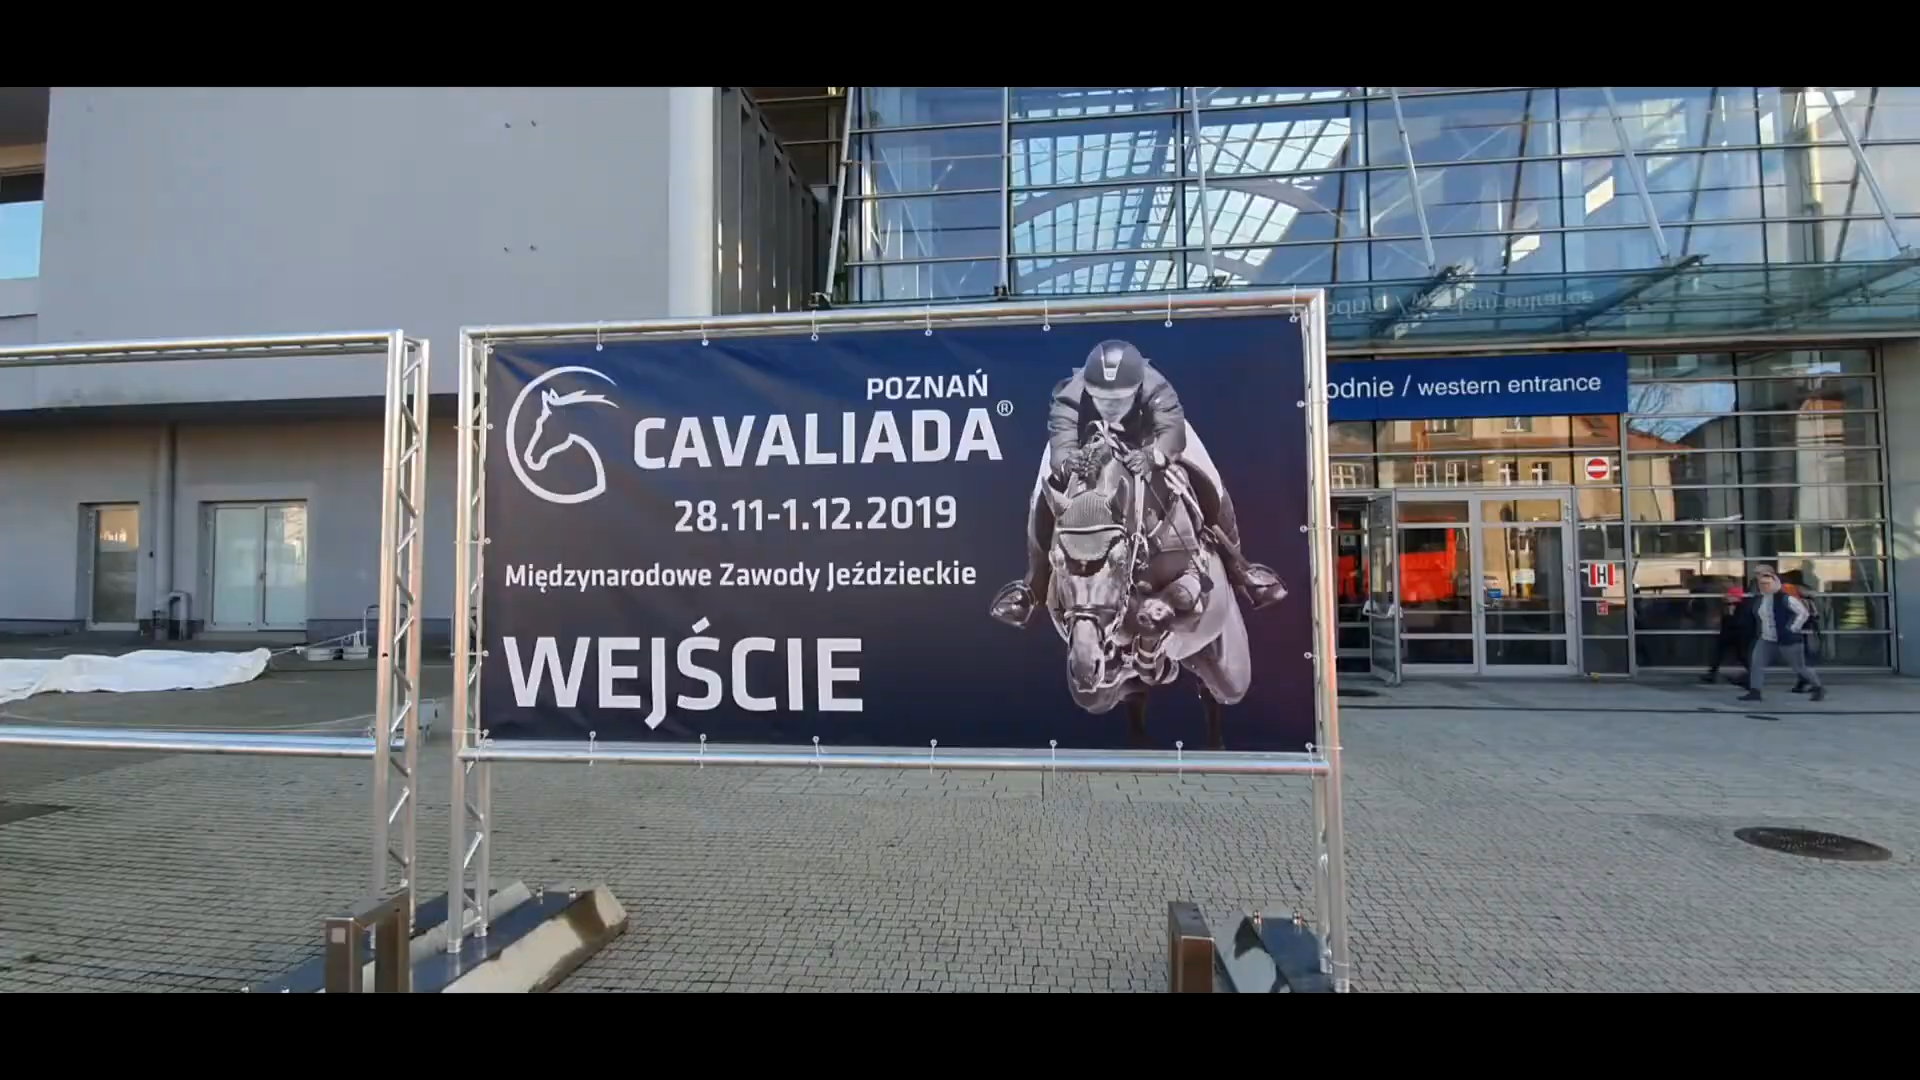 POZNAŃ
CAVALIADA®
28.11-1.12.2019
Międzynarodowe Zawody Jeździeckie
WEJŚCIE
odnie / western entrance
H